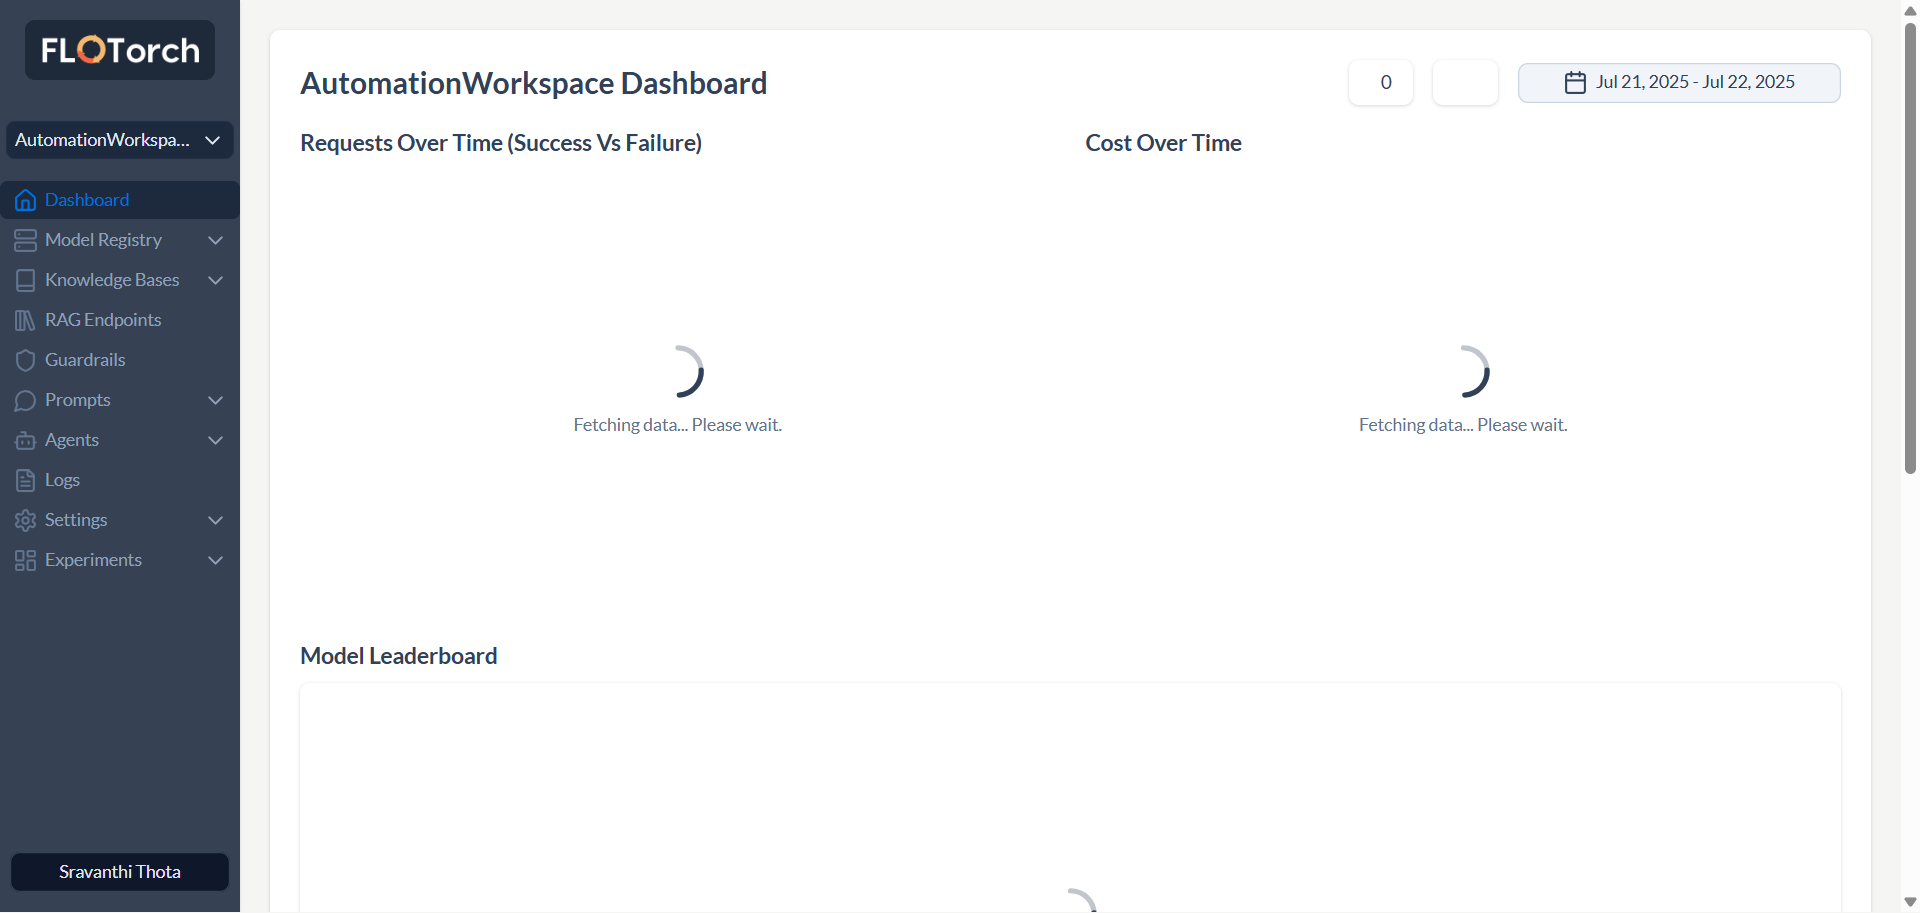 FLOTorch
AutomationWorkspa...
Dashboard
Model Registry
Knowledge Bases
RAG Endpoints
Guardrails
Prompts
Agents
Logs
Settings
Experiments
Sravanthi Thota
AutomationWorkspace Dashboard
0
Jul 21, 2025 - Jul 22, 2025
Requests Over Time (Success Vs Failure)
Cost Over Time
Fetching data... Please wait.
Fetching data... Please wait.
Model Leaderboard